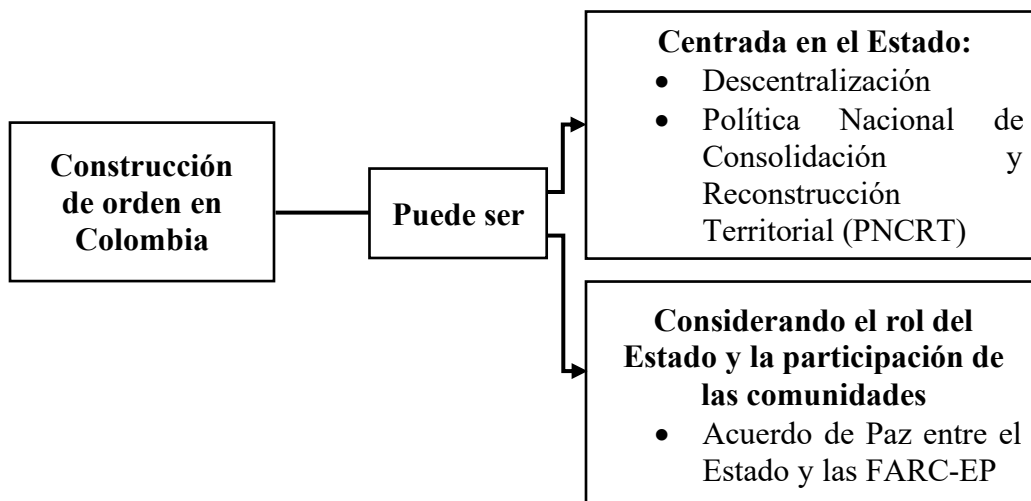 Construcción
de orden en
Colombia
Puede ser
Centrada en el Estado:
• Descentralización
• Política Nacional de
Consolidación y
Reconstrucción
Territorial (PNCRT)
Considerando el rol del
Estado y la participación de
las comunidades
• Acuerdo de Paz entre el
Estado y las FARC-EP